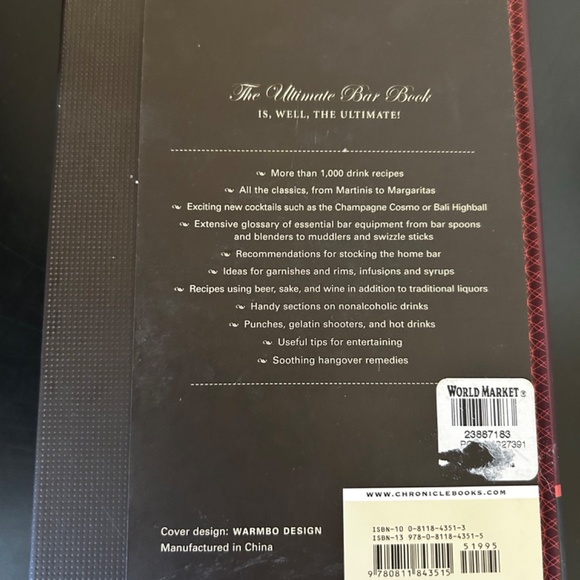 The Ultimate Bar Book
IS, WELL, THE ULTIMATE!
More than 1,000 drink recipes
All the classics, from Martinis to Margaritas
Exciting new cocktails such as the Champagne Cosmo or Bali Highball
Extensive glossary of essential bar equipment from bar spoons
and blenders to muddlers and swizzle sticks
Recommendations for stocking the home bar
Ideas for garnishes and rims, infusions and syrups
Recipes using beer, sake, and wine in addition to traditional liquors
Handy sections on nonalcoholic drinks
Punches, gelatin shooters, and hot drinks
Useful tips for entertaining
Soothing hangover remedies
WORLD MARKET®
23887183
27391
WWW.CHRONICLEBOOKS.COM
ISBN-10 0-8118-4351-3
ISBN-13 978-0-8118-4351-5
51995
9 780811 843515
Cover design: WARMBO DESIGN
Manufactured in China